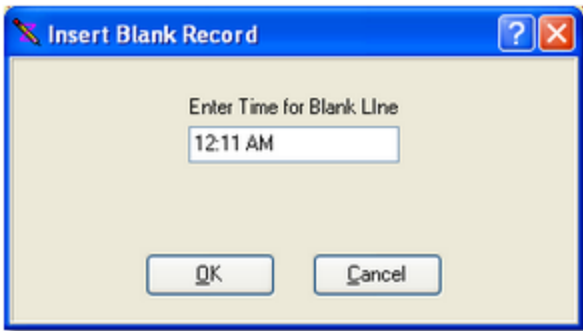 Insert Blank Record
?
Enter Time for Blank LIne
12:11 AM
OK
Cancel